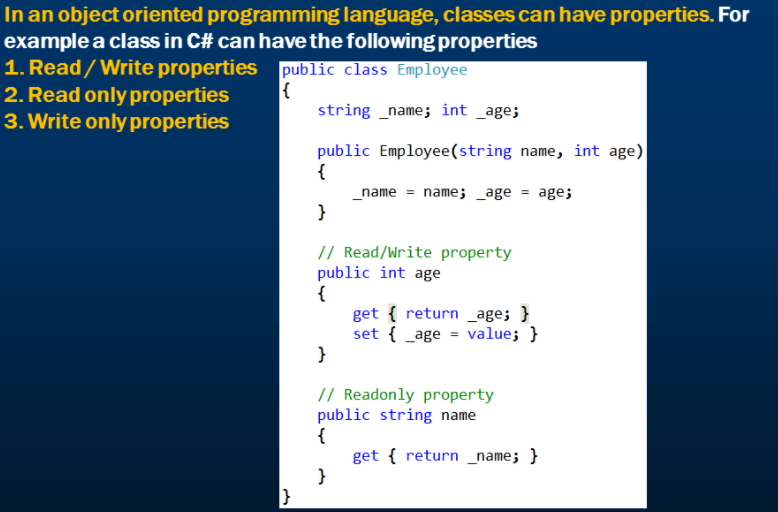 In an object oriented programming language, classes can have properties. For
example a class in C# can have the following properties
1. Read / Write properties
2. Read only properties
3. Write only properties
public class Employee
{
    string _name; int _age;

    public Employee(string name, int age)
    {
        _name = name; _age = age;
    }

    // Read/Write property
    public int age
    {
        get { return _age; }
        set { _age = value; }
    }

    // Readonly property
    public string name
    {
        get { return _name; }
    }
}